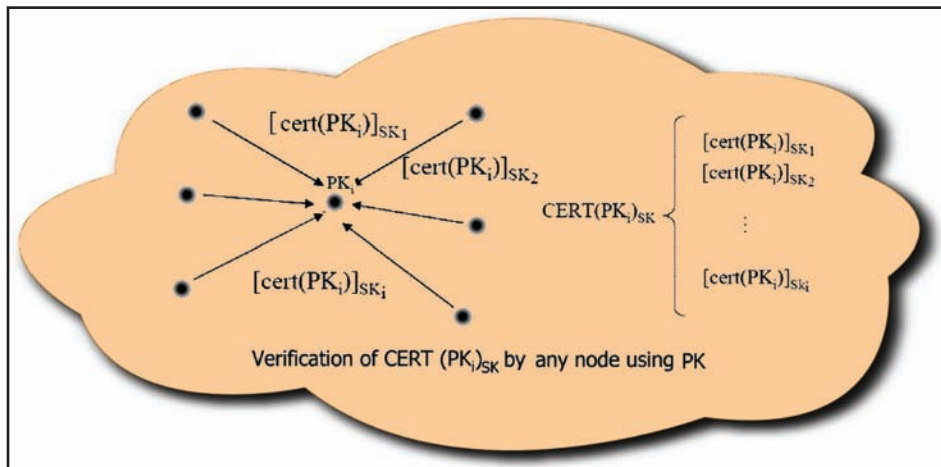 [cert(PKᵢ)]SK₁
[cert(PKᵢ)]SK₂
PKᵢ
[cert(PKᵢ)]SKᵢ
CERT(PKᵢ)SK
[cert(PKᵢ)]SK₁
[cert(PKᵢ)]SK₂
⋮
[cert(PKᵢ)]Skᵢ
Verification of CERT (PKᵢ)SK by any node using PK